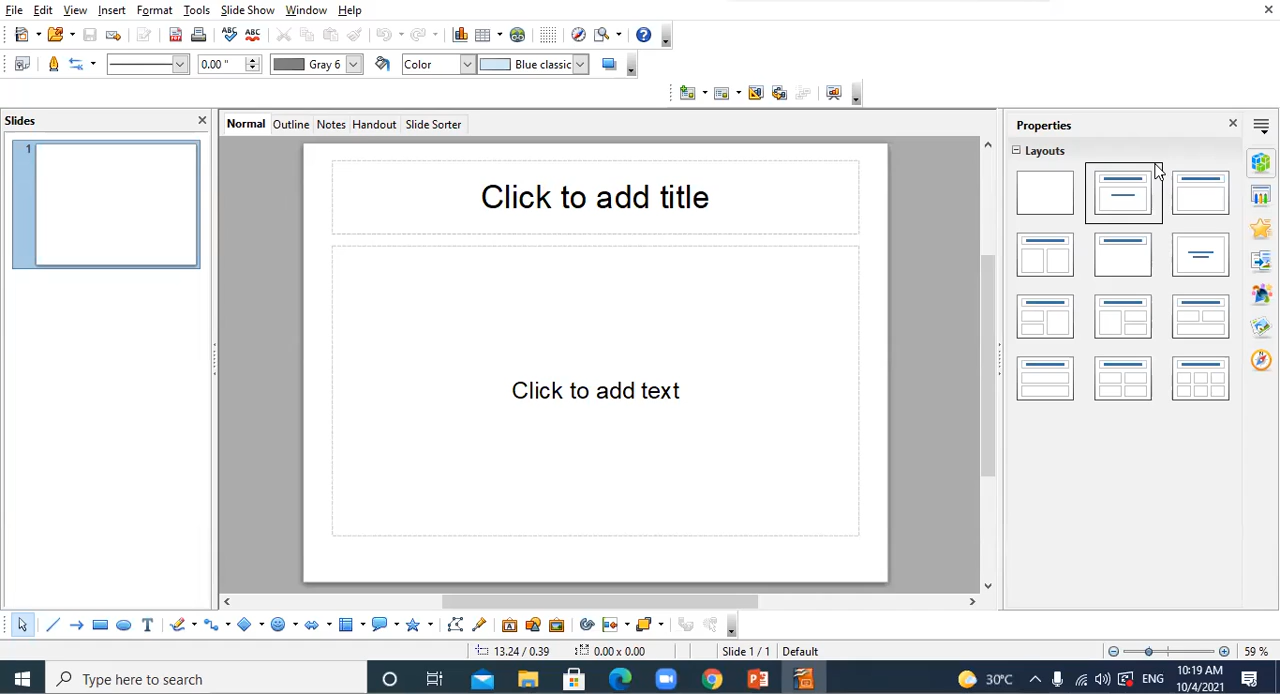 File Edit View Insert Format Tools Slide Show Window Help
ABC ABC
0.00 " Gray 6 Color Blue classic
Slides
Normal Outline Notes Handout Slide Sorter
Properties
Layouts
1
Click to add title
Click to add text
T
13.24 / 0.39 0.00 x 0.00 Slide 1 / 1 Default 59 %
Type here to search
30°C ENG
10:19 AM
10/4/2021